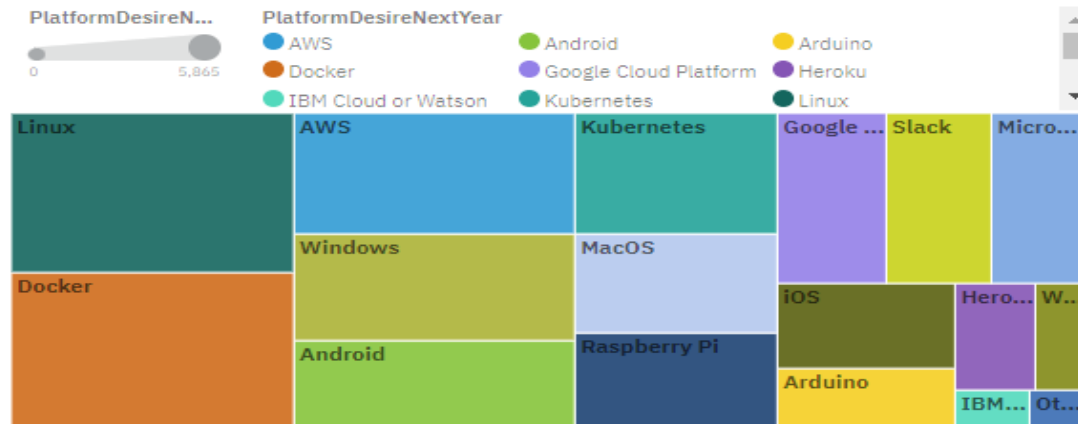 PlatformDesireN...
0 5,865
PlatformDesireNextYear
AWS Android Arduino
Docker Google Cloud Platform Heroku
IBM Cloud or Watson Kubernetes Linux
Linux AWS Kubernetes Google ... Slack Micro...
Windows MacOS
Docker iOS Hero... W...
Android Raspberry Pi
Arduino
IBM... Ot...